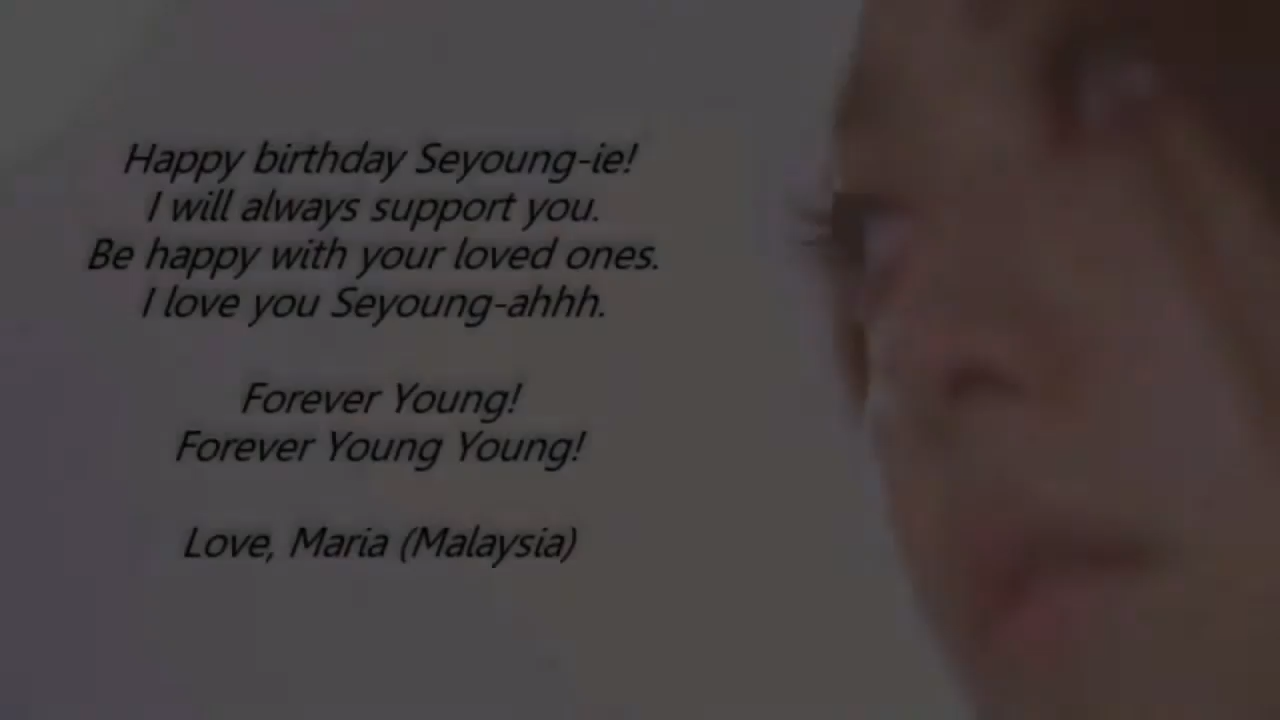 Happy birthday Seyoung-ie!
I will always support you.
Be happy with your loved ones.
I love you Seyoung-ahhh.
Forever Young!
Forever Young Young!
Love, Maria (Malaysia)